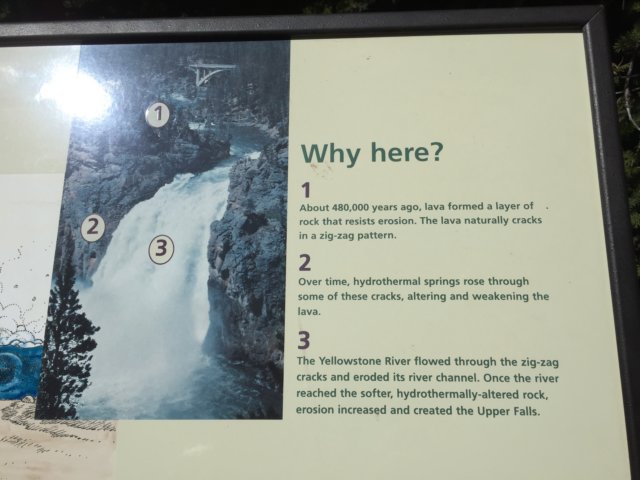 Why here?
1
About 480,000 years ago, lava formed a layer of
rock that resists erosion. The lava naturally cracks
in a zig-zag pattern.
2
Over time, hydrothermal springs rose through
some of these cracks, altering and weakening the
lava.
3
The Yellowstone River flowed through the zig-zag
cracks and eroded its river channel. Once the river
reached the softer, hydrothermally-altered rock,
erosion increased and created the Upper Falls.
1
2
3